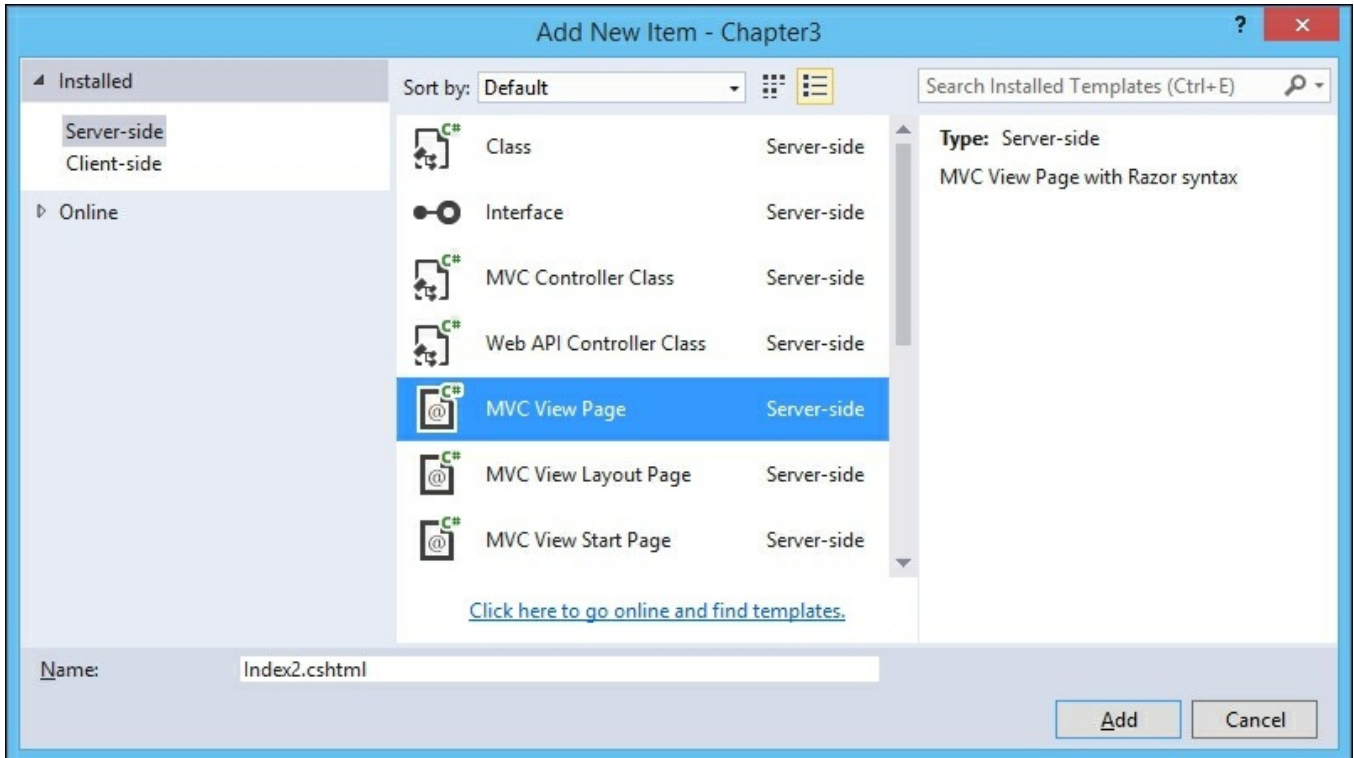 Add New Item - Chapter3
?
Installed
Server-side
Client-side
Online
Sort by: Default
C# Class Server-side
Interface Server-side
C# MVC Controller Class Server-side
C# Web API Controller Class Server-side
C# @ MVC View Page Server-side
C# @ MVC View Layout Page Server-side
C# @ MVC View Start Page Server-side
Click here to go online and find templates.
Search Installed Templates (Ctrl+E)
Type: Server-side
MVC View Page with Razor syntax
Name: Index2.cshtml
Add Cancel